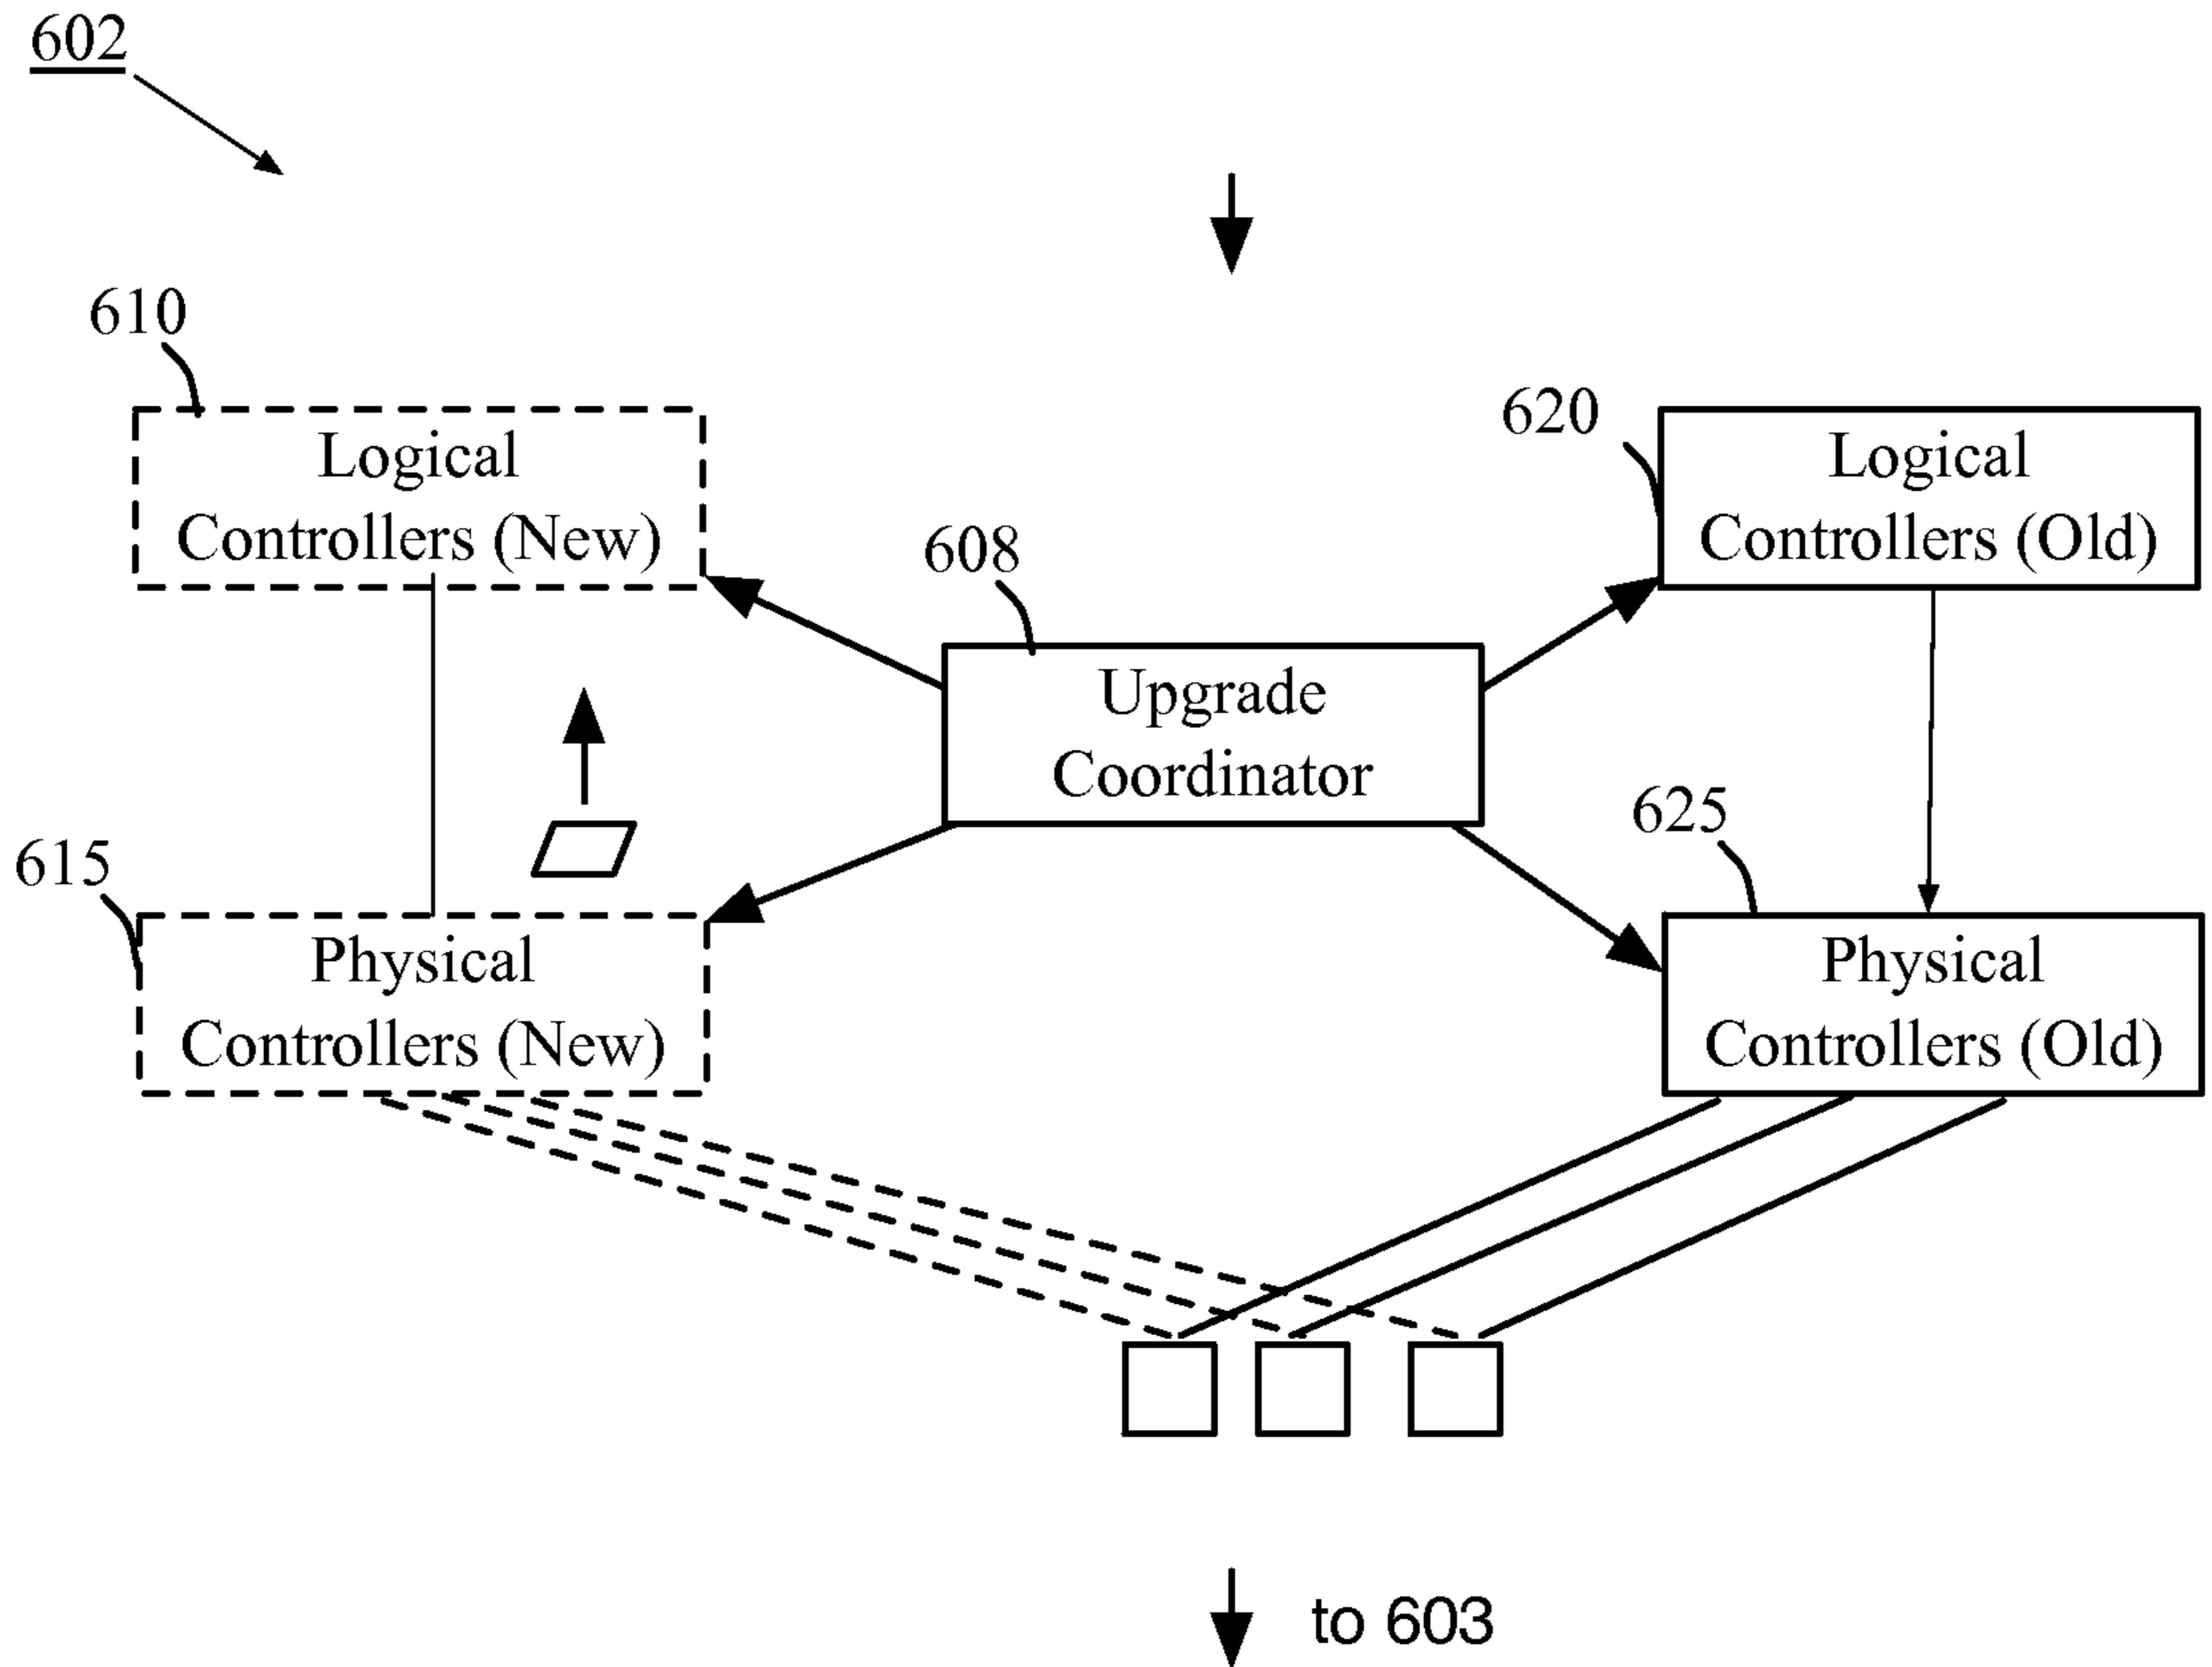 602
610
Logical
Controllers (New)
620
Logical
Controllers (Old)
608
Upgrade
Coordinator
615
Physical
Controllers (New)
625
Physical
Controllers (Old)
to 603